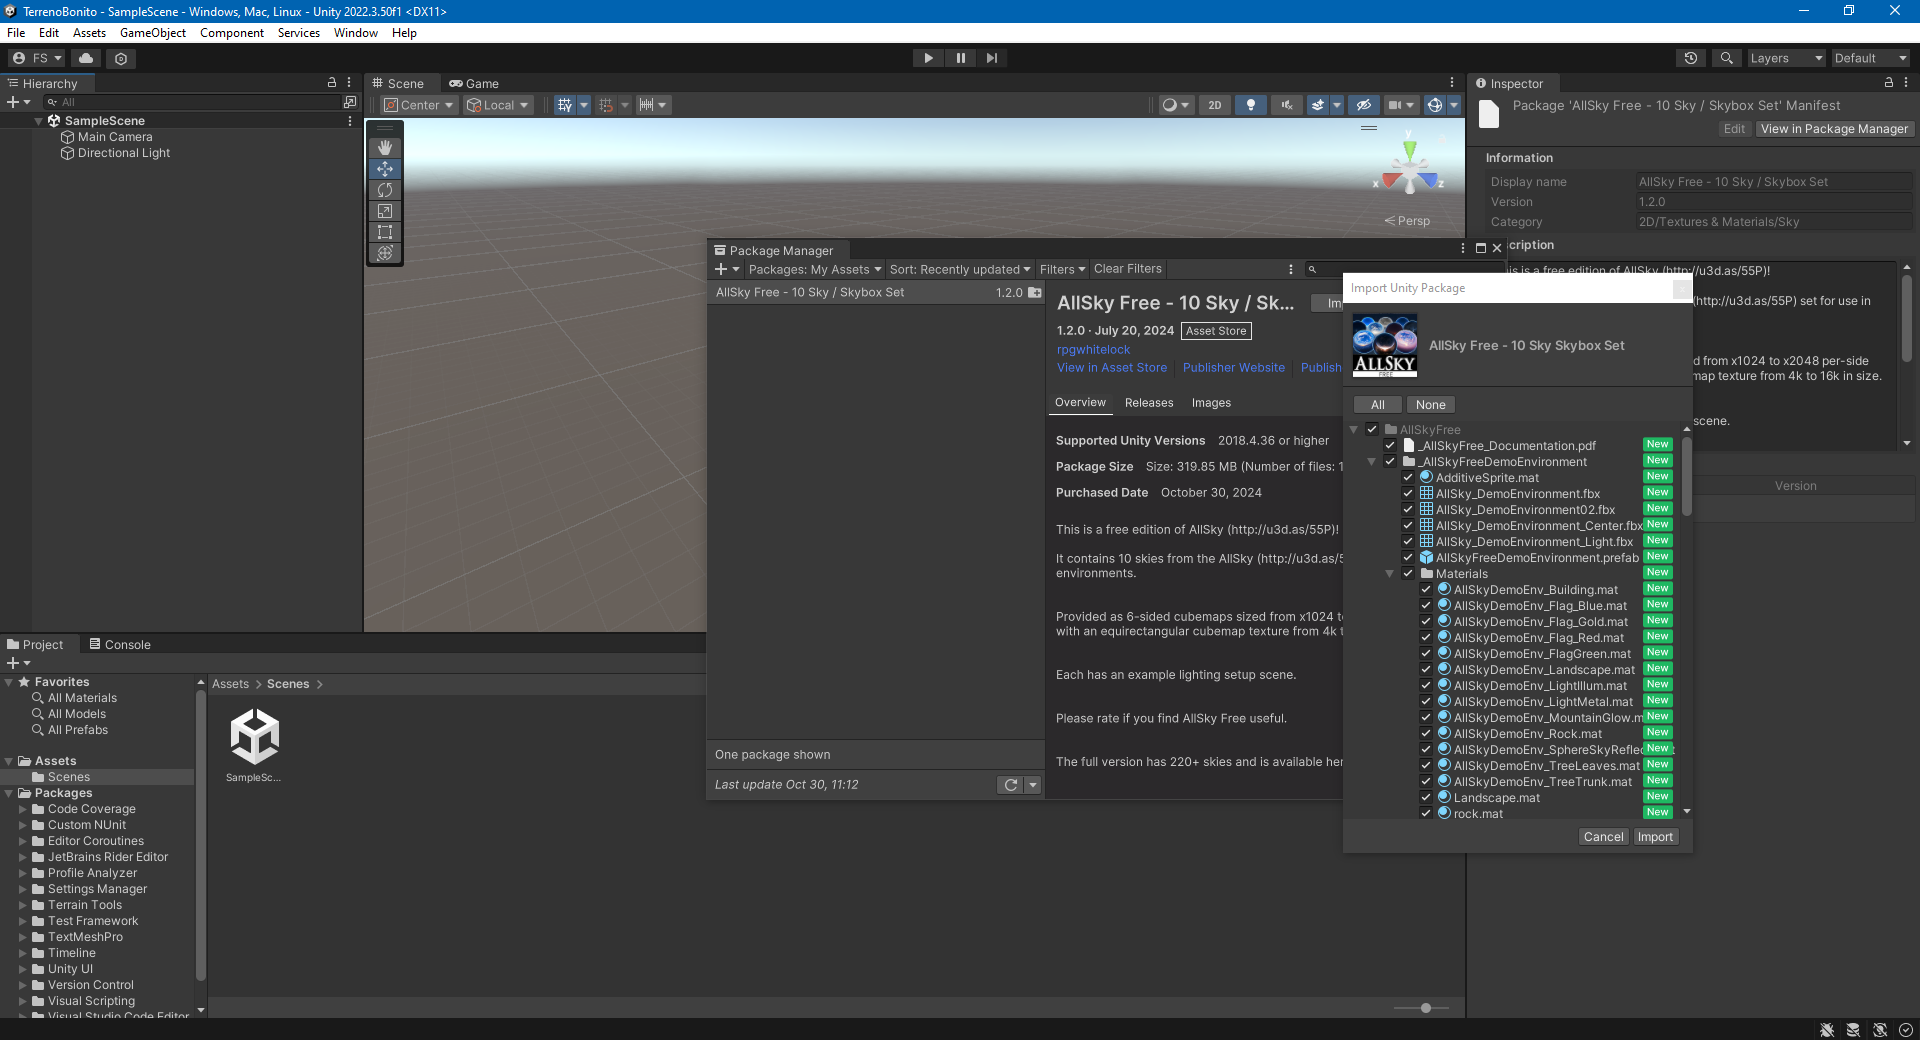 TerrenoBonito - SampleScene - Windows, Mac, Linux - Unity 2022.3.50f1 <DX11>
File Edit Assets GameObject Component Services Window Help
FS
Layers Default
Hierarchy
All
SampleScene
Main Camera
Directional Light
Scene Game
Center Local
2D
y
x z
Persp
Inspector
Package 'AllSky Free - 10 Sky / Skybox Set' Manifest
Edit View in Package Manager
Information
Display name AllSky Free - 10 Sky / Skybox Set
Version 1.2.0
Category 2D/Textures & Materials/Sky
cription
is is a free edition of AllSky (http://u3d.as/55P)!
(http://u3d.as/55P) set for use in
d from x1024 to x2048 per-side
map texture from 4k to 16k in size.
scene.
Version
Package Manager
Packages: My Assets Sort: Recently updated Filters Clear Filters
AllSky Free - 10 Sky / Skybox Set 1.2.0
One package shown
Last update Oct 30, 11:12
AllSky Free - 10 Sky / Sk... Im
1.2.0 · July 20, 2024 Asset Store
rpgwhitelock
View in Asset Store Publisher Website Publish
Overview Releases Images
Supported Unity Versions 2018.4.36 or higher
Package Size Size: 319.85 MB (Number of files: 1
Purchased Date October 30, 2024
This is a free edition of AllSky (http://u3d.as/55P)!
It contains 10 skies from the AllSky (http://u3d.as/5
environments.
Provided as 6-sided cubemaps sized from x1024 to
with an equirectangular cubemap texture from 4k t
Each has an example lighting setup scene.
Please rate if you find AllSky Free useful.
The full version has 220+ skies and is available her
Import Unity Package
ALLSKY
FREE
AllSky Free - 10 Sky Skybox Set
All None
AllSkyFree
_AllSkyFree_Documentation.pdf New
_AllSkyFreeDemoEnvironment New
AdditiveSprite.mat New
AllSky_DemoEnvironment.fbx New
AllSky_DemoEnvironment02.fbx New
AllSky_DemoEnvironment_Center.fbx New
AllSky_DemoEnvironment_Light.fbx New
AllSkyFreeDemoEnvironment.prefab New
Materials New
AllSkyDemoEnv_Building.mat New
AllSkyDemoEnv_Flag_Blue.mat New
AllSkyDemoEnv_Flag_Gold.mat New
AllSkyDemoEnv_Flag_Red.mat New
AllSkyDemoEnv_FlagGreen.mat New
AllSkyDemoEnv_Landscape.mat New
AllSkyDemoEnv_LightIllum.mat New
AllSkyDemoEnv_LightMetal.mat New
AllSkyDemoEnv_MountainGlow.m New
AllSkyDemoEnv_Rock.mat New
AllSkyDemoEnv_SphereSkyReflec New
AllSkyDemoEnv_TreeLeaves.mat New
AllSkyDemoEnv_TreeTrunk.mat New
Landscape.mat New
rock.mat New
Cancel Import
Project Console
Favorites
All Materials
All Models
All Prefabs
Assets
Scenes
Packages
Code Coverage
Custom NUnit
Editor Coroutines
JetBrains Rider Editor
Profile Analyzer
Settings Manager
Terrain Tools
Test Framework
TextMeshPro
Timeline
Unity UI
Version Control
Visual Scripting
Visual Studio Code Editor
Assets > Scenes >
SampleSc...